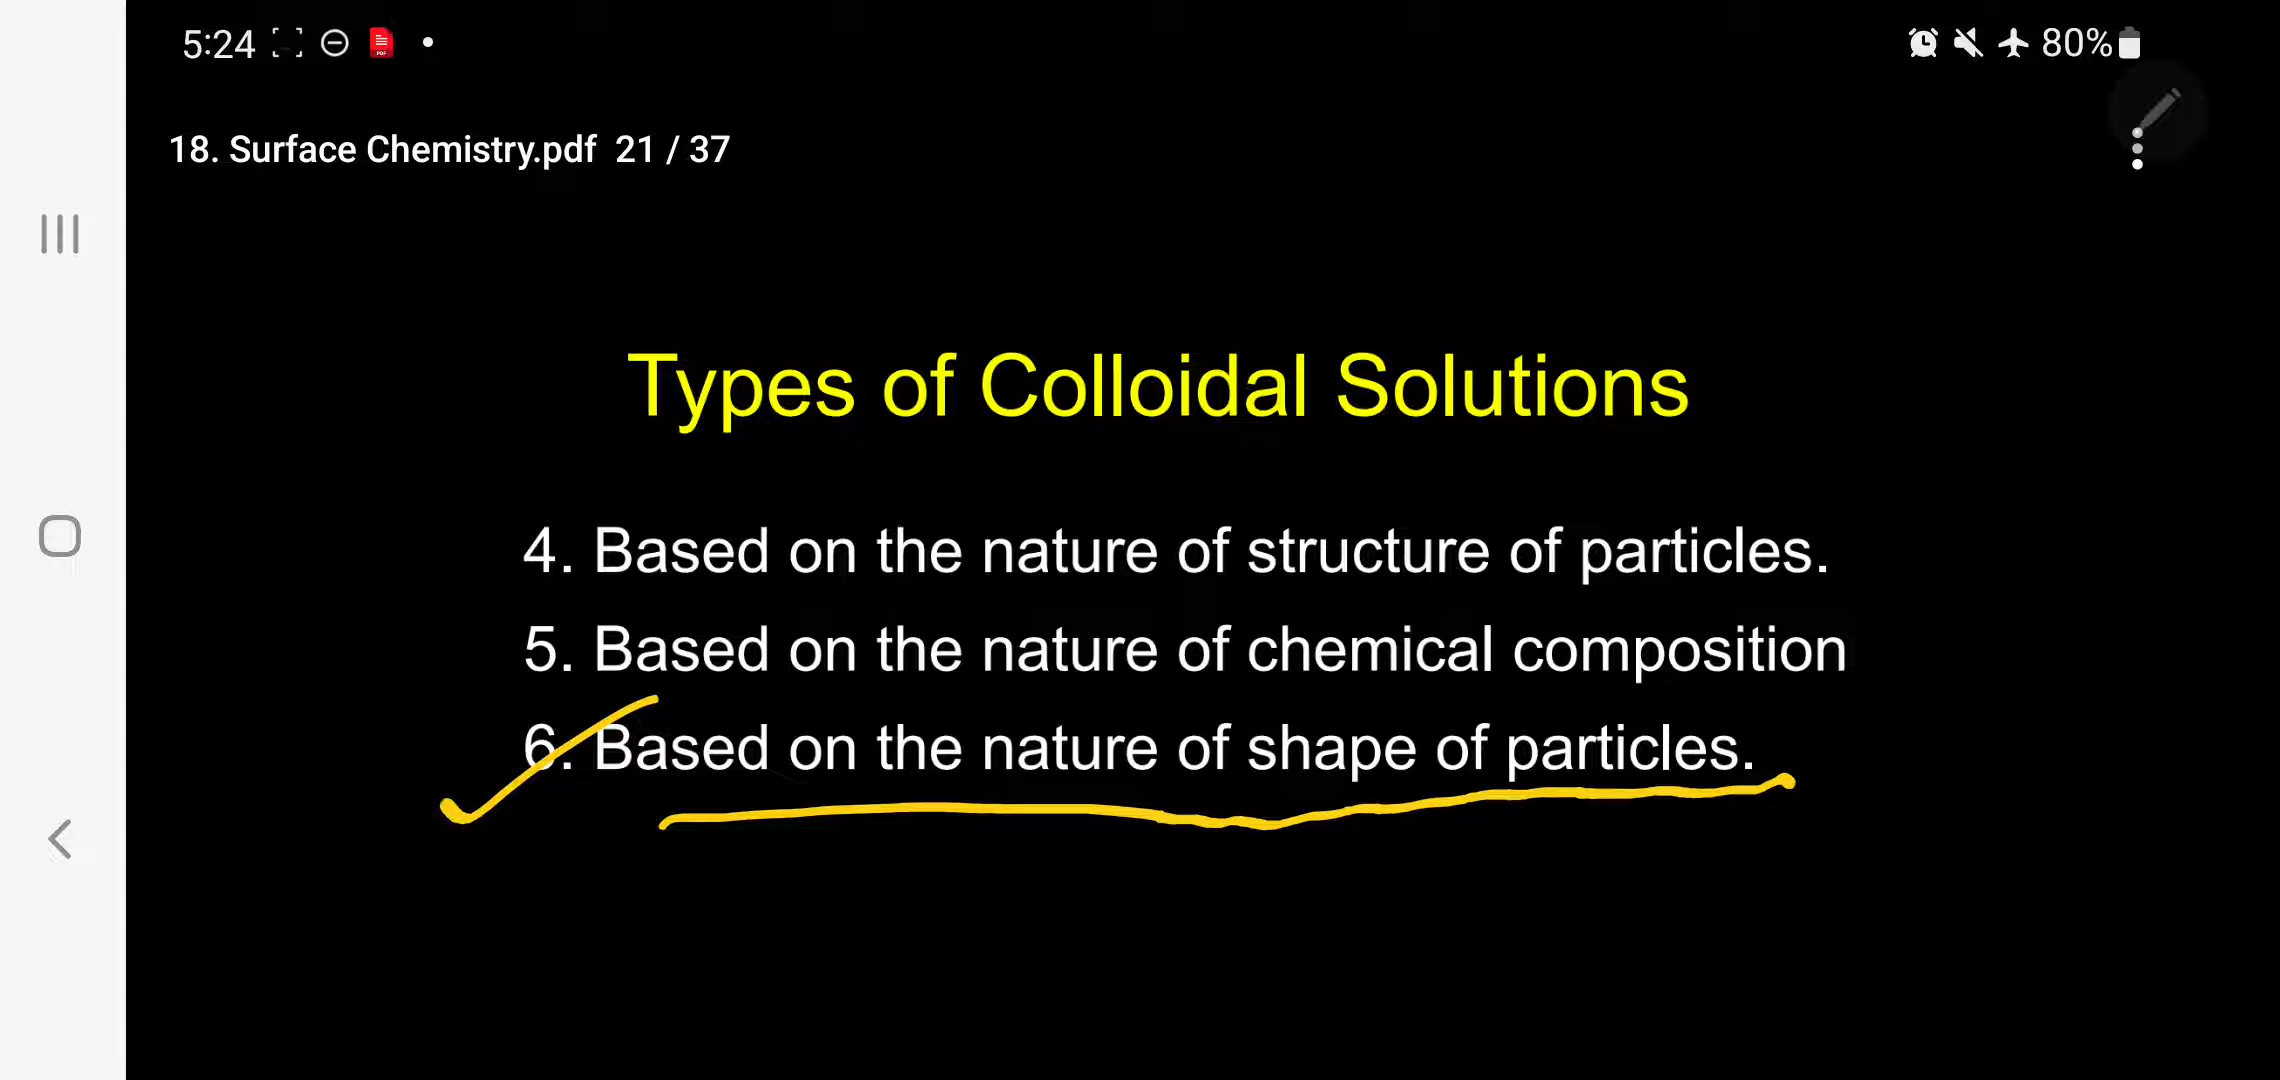 5:24
80%
18. Surface Chemistry.pdf 21 / 37
Types of Colloidal Solutions
4. Based on the nature of structure of particles.
5. Based on the nature of chemical composition
6. Based on the nature of shape of particles.